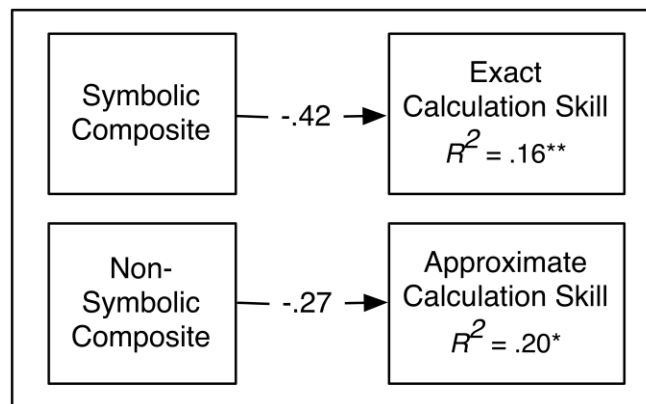 Symbolic
Composite
-.42
Exact
Calculation Skill
R² = .16**
Non-
Symbolic
Composite
-.27
Approximate
Calculation Skill
R² = .20*